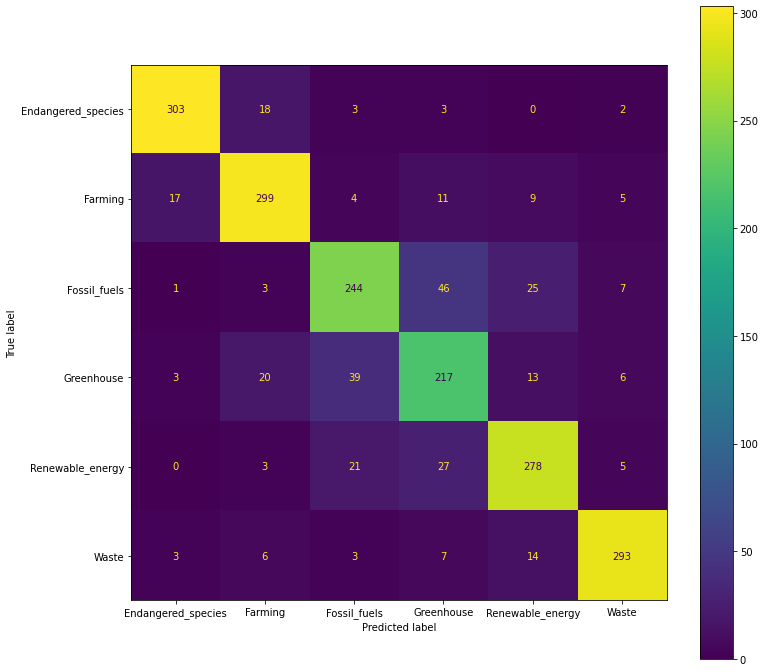 Endangered_species 303 18 3 3 0 2
Farming 17 299 4 11 9 5
Fossil_fuels 1 3 244 46 25 7
Greenhouse 3 20 39 217 13 6
Renewable_energy 0 3 21 27 278 5
Waste 3 6 3 7 14 293
Endangered_species Farming Fossil_fuels Greenhouse Renewable_energy Waste
Predicted label
True label
300
250
200
150
100
50
0